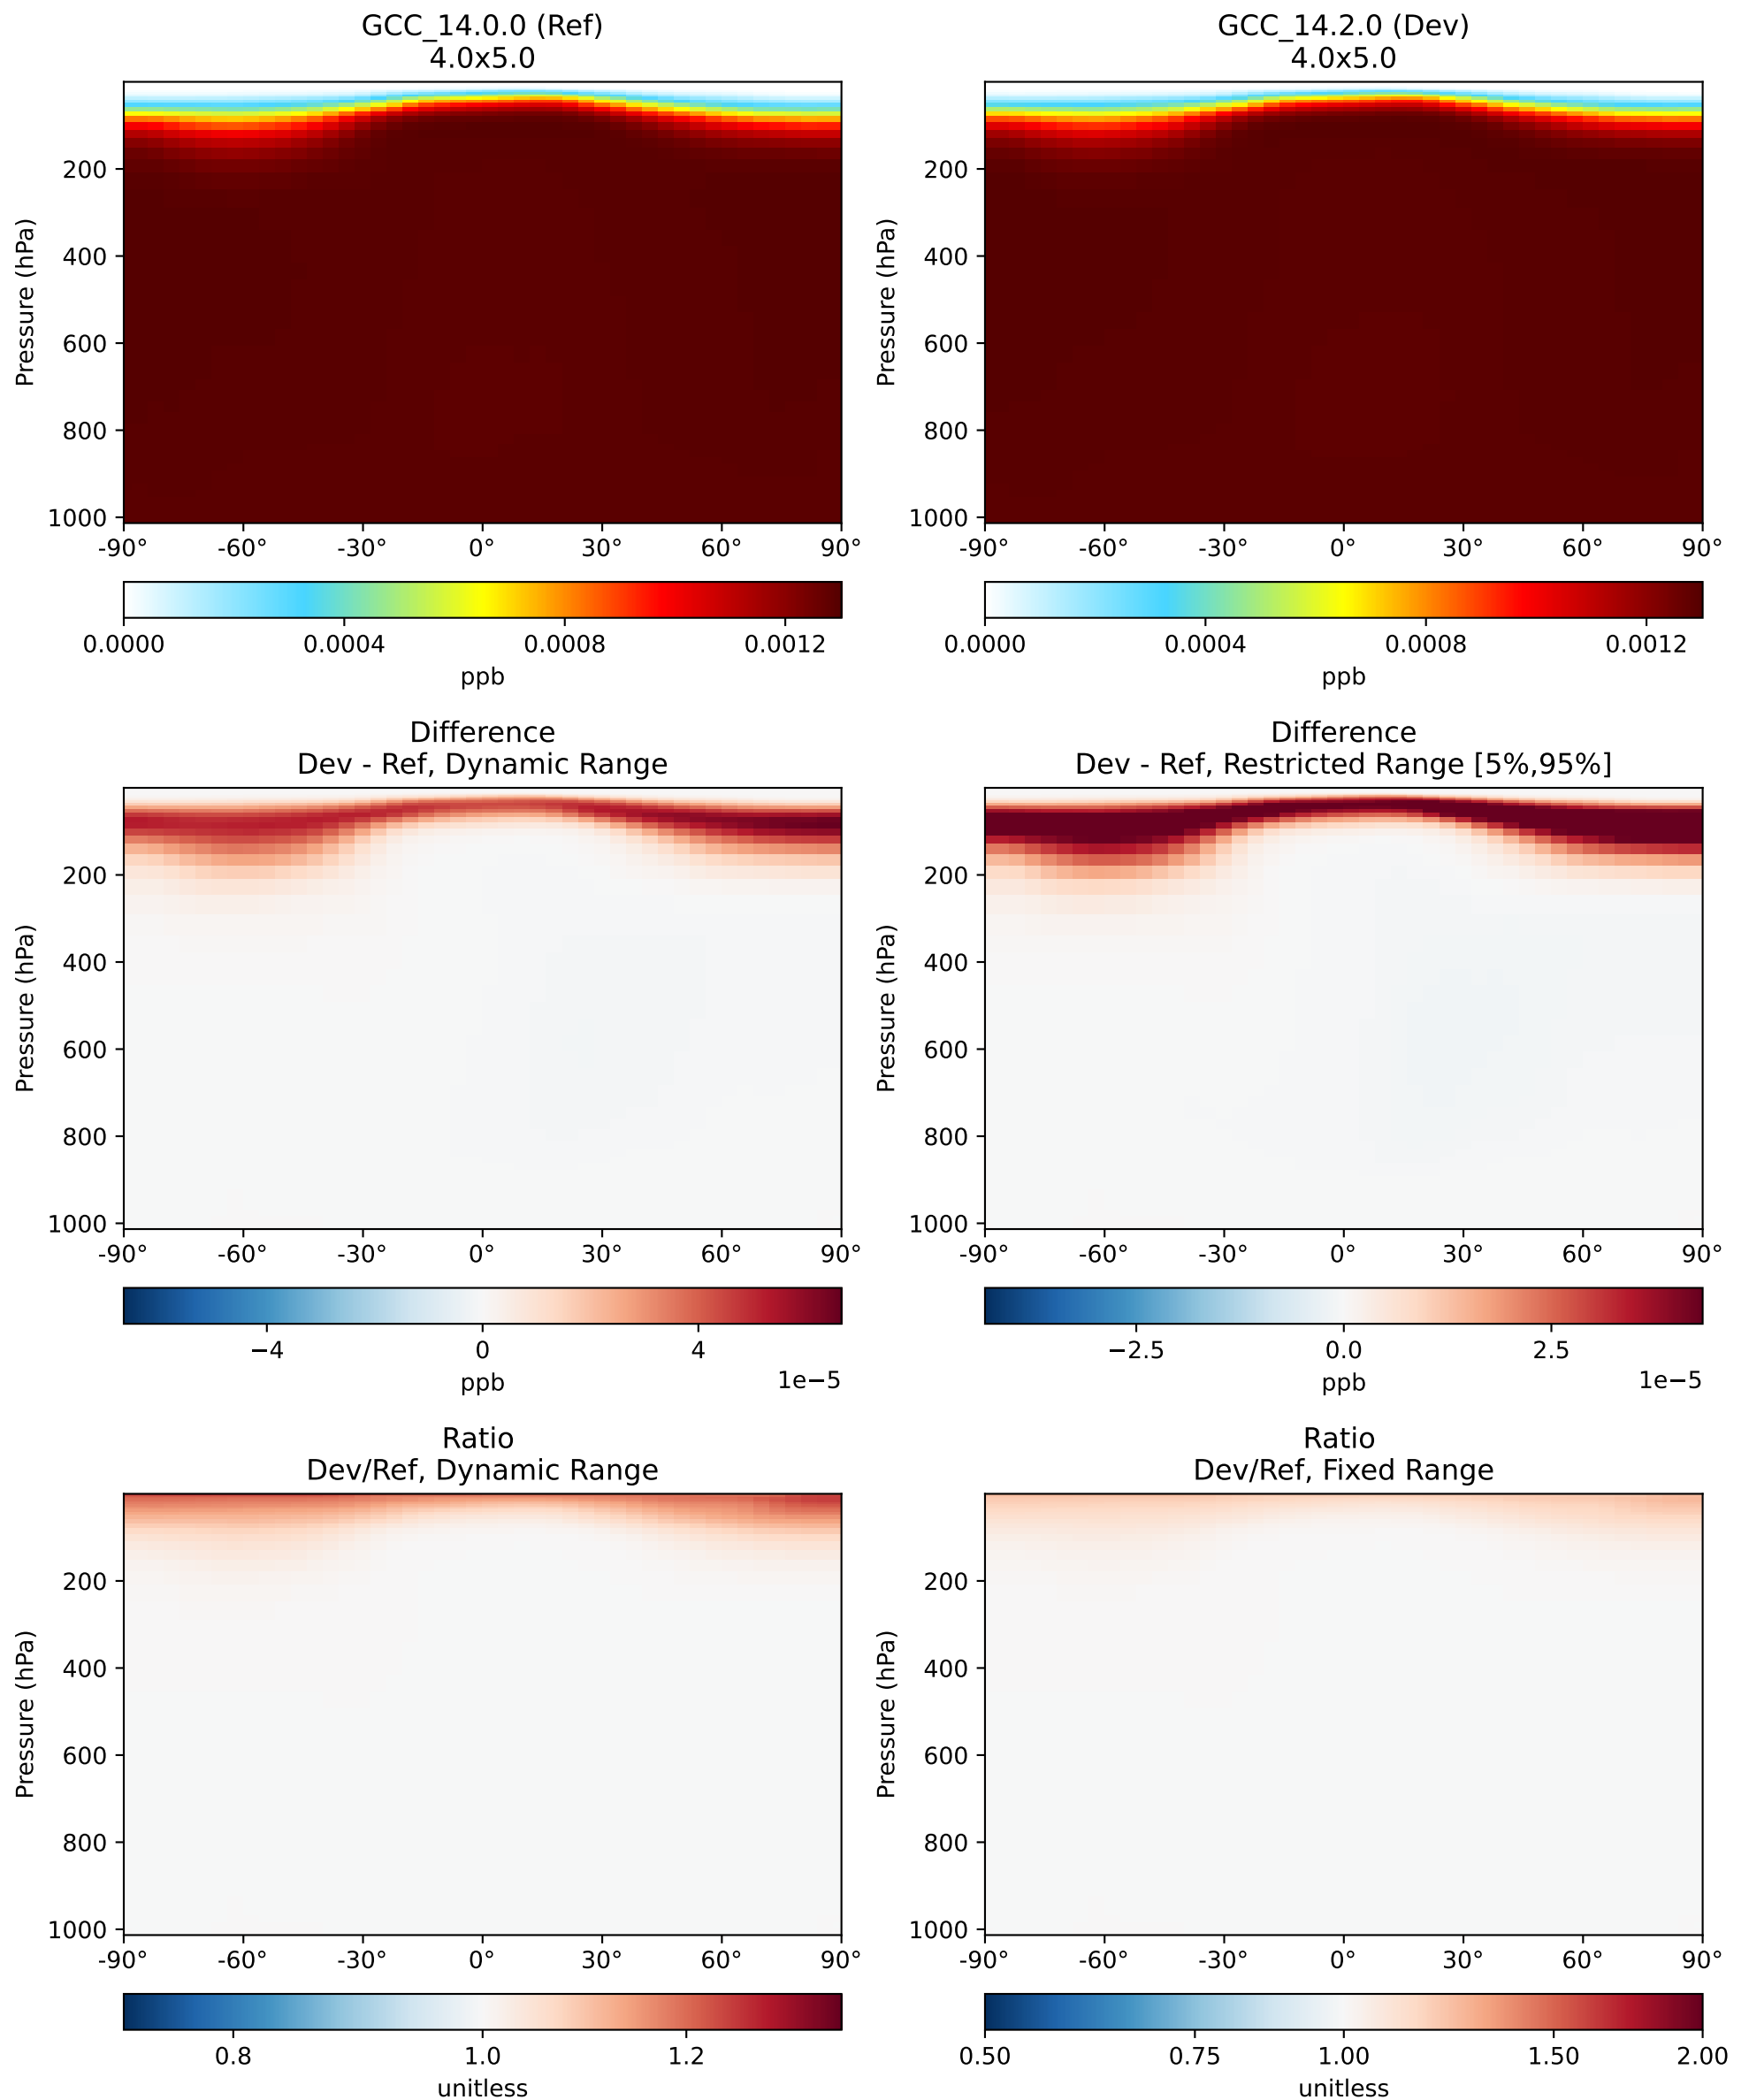 GCC_14.0.0 (Ref)
4.0x5.0
Pressure (hPa)
200
400
600
800
1000
-90° -60° -30° 0° 30° 60° 90°
0.0000 0.0004 0.0008 0.0012
ppb
GCC_14.2.0 (Dev)
4.0x5.0
Pressure (hPa)
200
400
600
800
1000
-90° -60° -30° 0° 30° 60° 90°
0.0000 0.0004 0.0008 0.0012
ppb
Difference
Dev - Ref, Dynamic Range
Pressure (hPa)
200
400
600
800
1000
-90° -60° -30° 0° 30° 60° 90°
−4 0 4
1e−5
ppb
Difference
Dev - Ref, Restricted Range [5%,95%]
Pressure (hPa)
200
400
600
800
1000
-90° -60° -30° 0° 30° 60° 90°
−2.5 0.0 2.5
1e−5
ppb
Ratio
Dev/Ref, Dynamic Range
Pressure (hPa)
200
400
600
800
1000
-90° -60° -30° 0° 30° 60° 90°
0.8 1.0 1.2
unitless
Ratio
Dev/Ref, Fixed Range
Pressure (hPa)
200
400
600
800
1000
-90° -60° -30° 0° 30° 60° 90°
0.50 0.75 1.00 1.50 2.00
unitless